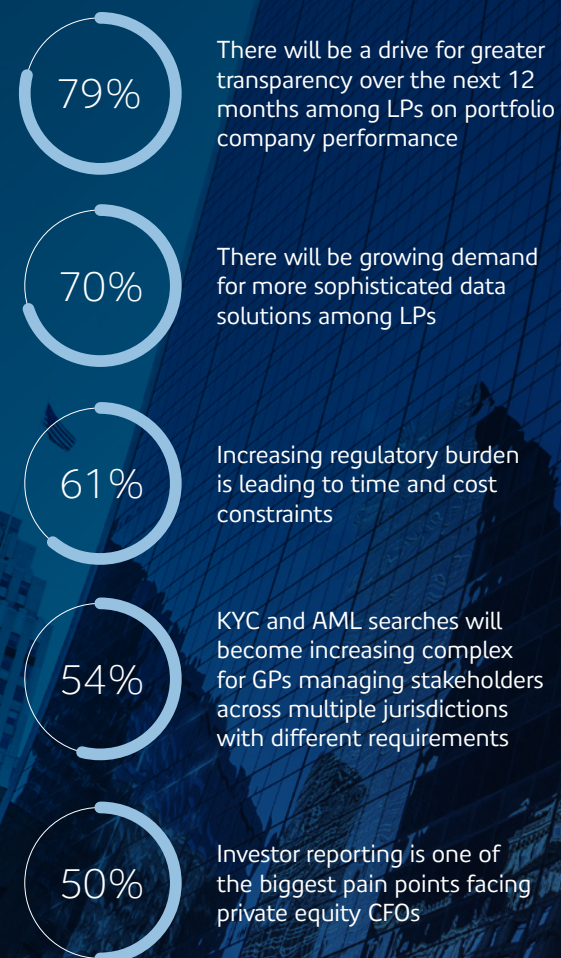 79%
There will be a drive for greater
transparency over the next 12
months among LPs on portfolio
company performance
70%
There will be growing demand
for more sophisticated data
solutions among LPs
61%
Increasing regulatory burden
is leading to time and cost
constraints
54%
KYC and AML searches will
become increasing complex
for GPs managing stakeholders
across multiple jurisdictions
with different requirements
50%
Investor reporting is one of
the biggest pain points facing
private equity CFOs